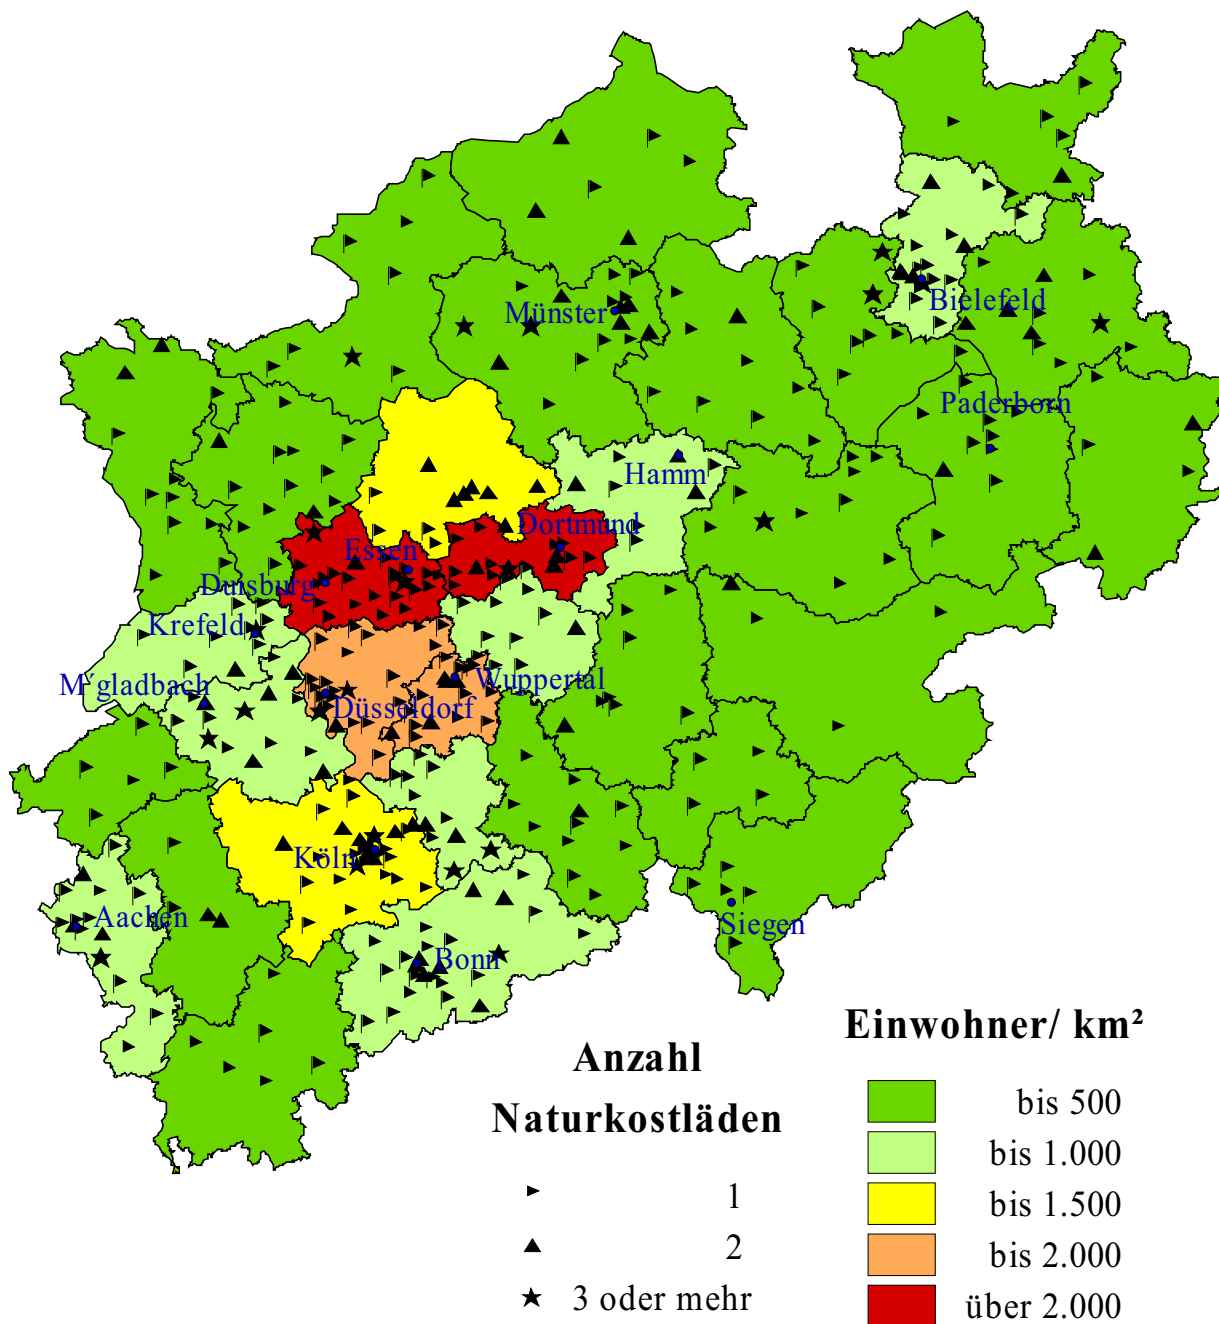 Bielefeld
Münster
Paderborn
Hamm
Dortmund
Essen
Duisburg
Krefeld
M´gladbach
Wuppertal
Düsseldorf
Köln
Aachen
Siegen
Bonn
Anzahl
Naturkostläden
1
2
3 oder mehr
Einwohner/ km²
bis 500
bis 1.000
bis 1.500
bis 2.000
über 2.000